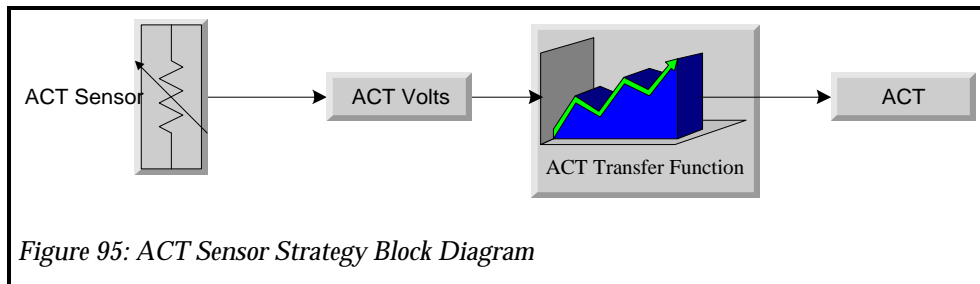 ACT Sensor
ACT Volts
ACT Transfer Function
ACT
Figure 95: ACT Sensor Strategy Block Diagram